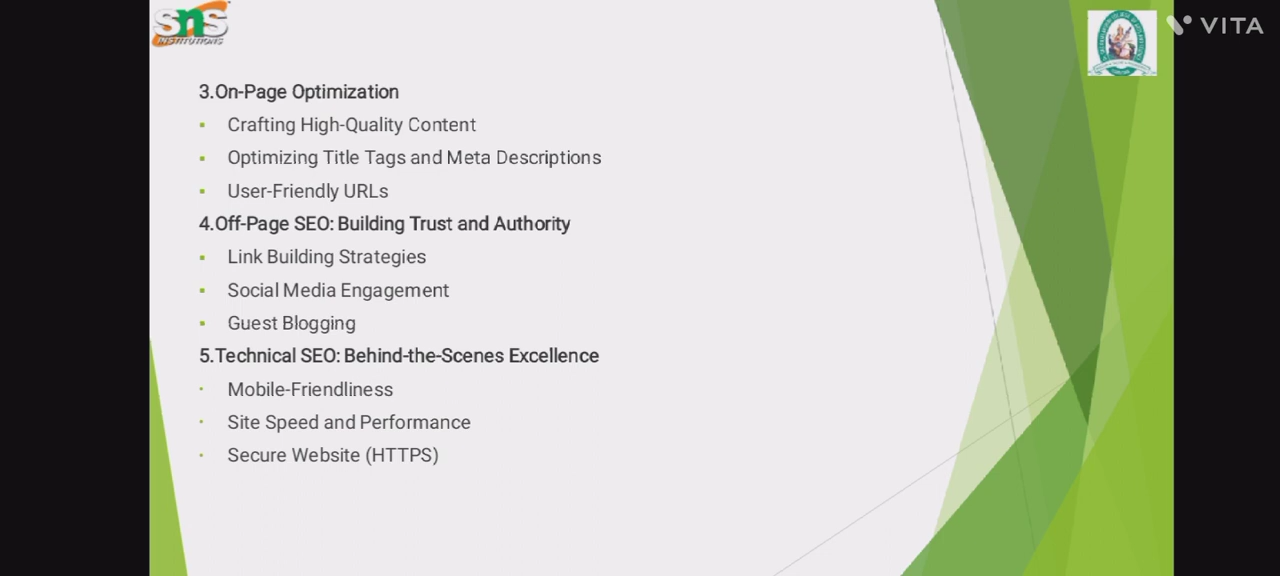 SNS
INSTITUTIONS
VITA
3.On-Page Optimization
Crafting High-Quality Content
Optimizing Title Tags and Meta Descriptions
User-Friendly URLs
4.Off-Page SEO: Building Trust and Authority
Link Building Strategies
Social Media Engagement
Guest Blogging
5.Technical SEO: Behind-the-Scenes Excellence
Mobile-Friendliness
Site Speed and Performance
Secure Website (HTTPS)